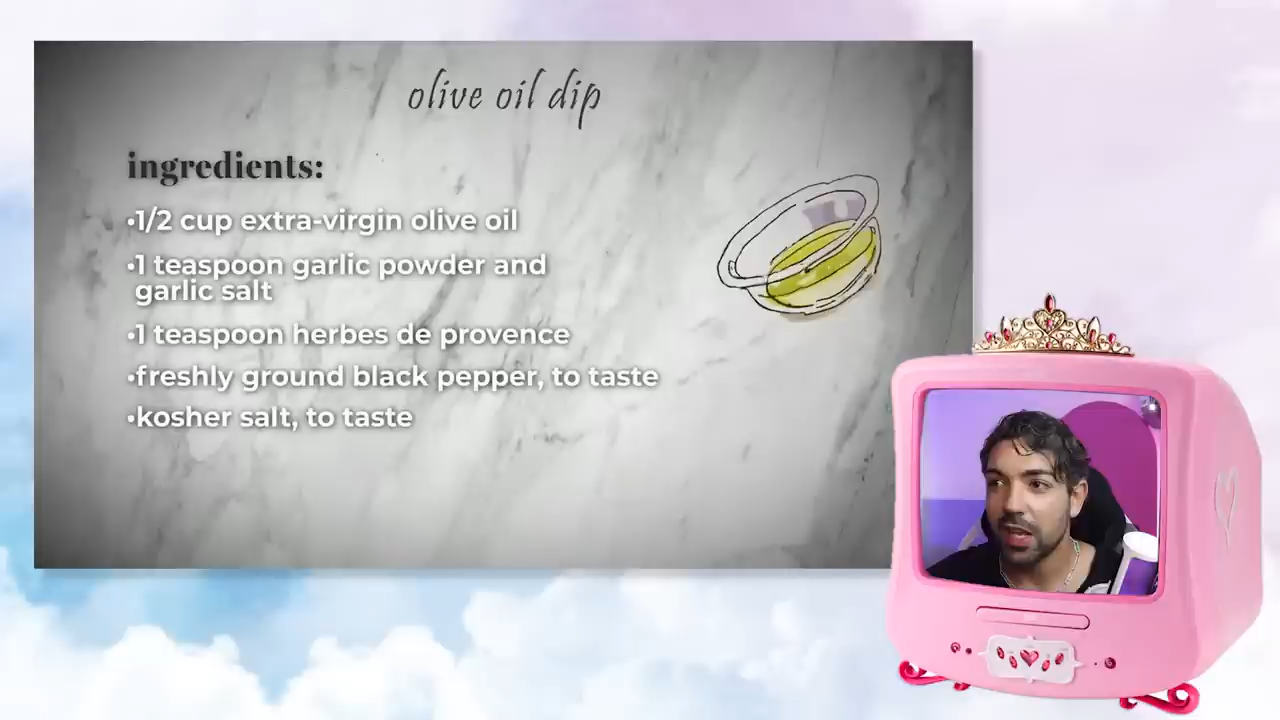 olive oil dip
ingredients:
•1/2 cup extra-virgin olive oil
•1 teaspoon garlic powder and
garlic salt
•1 teaspoon herbes de provence
•freshly ground black pepper, to taste
•kosher salt, to taste